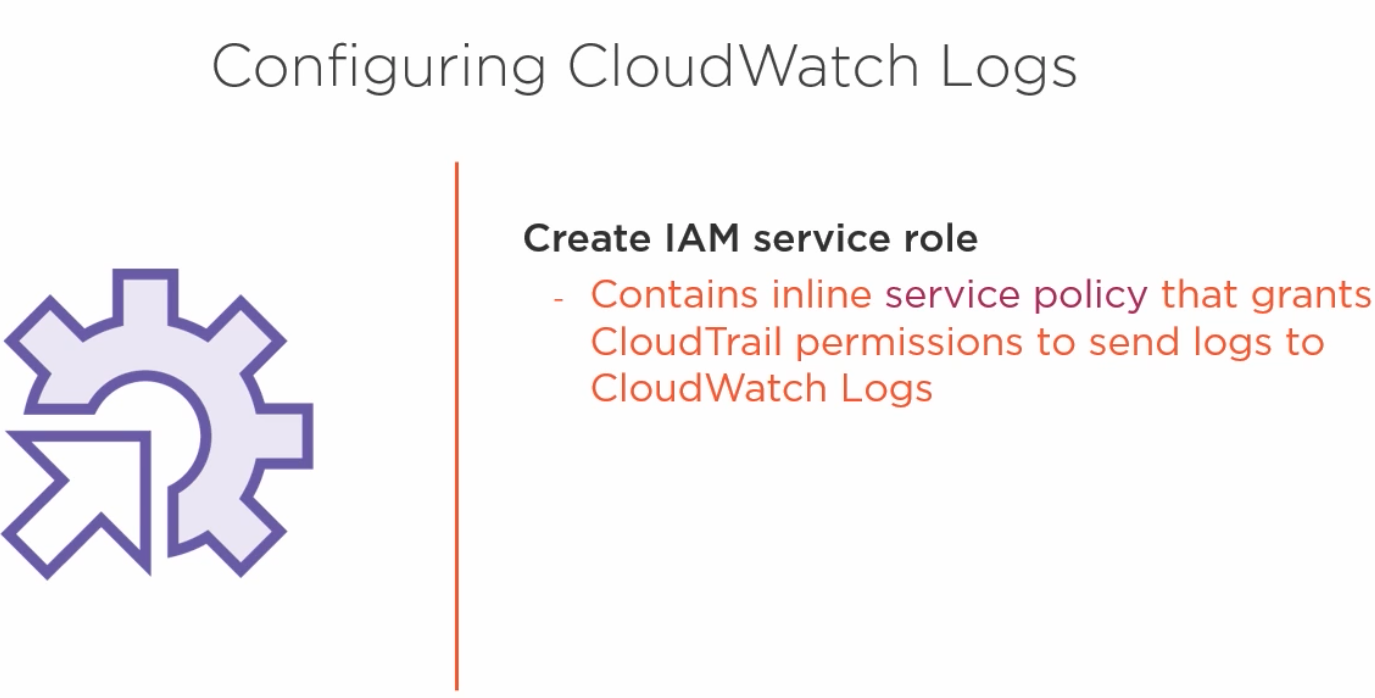 Configuring CloudWatch Logs
Create IAM service role
- Contains inline service policy that grants
CloudTrail permissions to send logs to
CloudWatch Logs